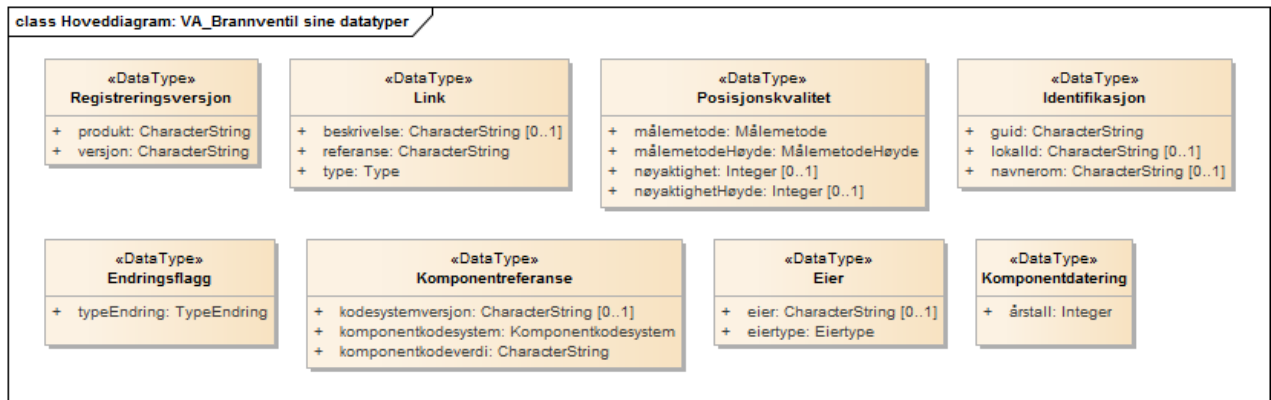 class Hoveddiagram: VA_Brannventil sine datatyper
«DataType»
Registreringsversjon
+ produkt: CharacterString
+ versjon: CharacterString
«DataType»
Link
+ beskrivelse: CharacterString [0..1]
+ referanse: CharacterString
+ type: Type
«DataType»
Posisjonskvalitet
+ målemetode: Målemetode
+ målemetodeHøyde: MålemetodeHøyde
+ nøyaktighet: Integer [0..1]
+ nøyaktighetHøyde: Integer [0..1]
«DataType»
Identifikasjon
+ guid: CharacterString
+ lokalId: CharacterString [0..1]
+ navnerom: CharacterString [0..1]
«DataType»
Endringsflagg
+ typeEndring: TypeEndring
«DataType»
Komponentreferanse
+ kodesystemversjon: CharacterString [0..1]
+ komponentkodesystem: Komponentkodesystem
+ komponentkodeverdi: CharacterString
«DataType»
Eier
+ eier: CharacterString [0..1]
+ eiertype: Eiertype
«DataType»
Komponentdatering
+ årstall: Integer